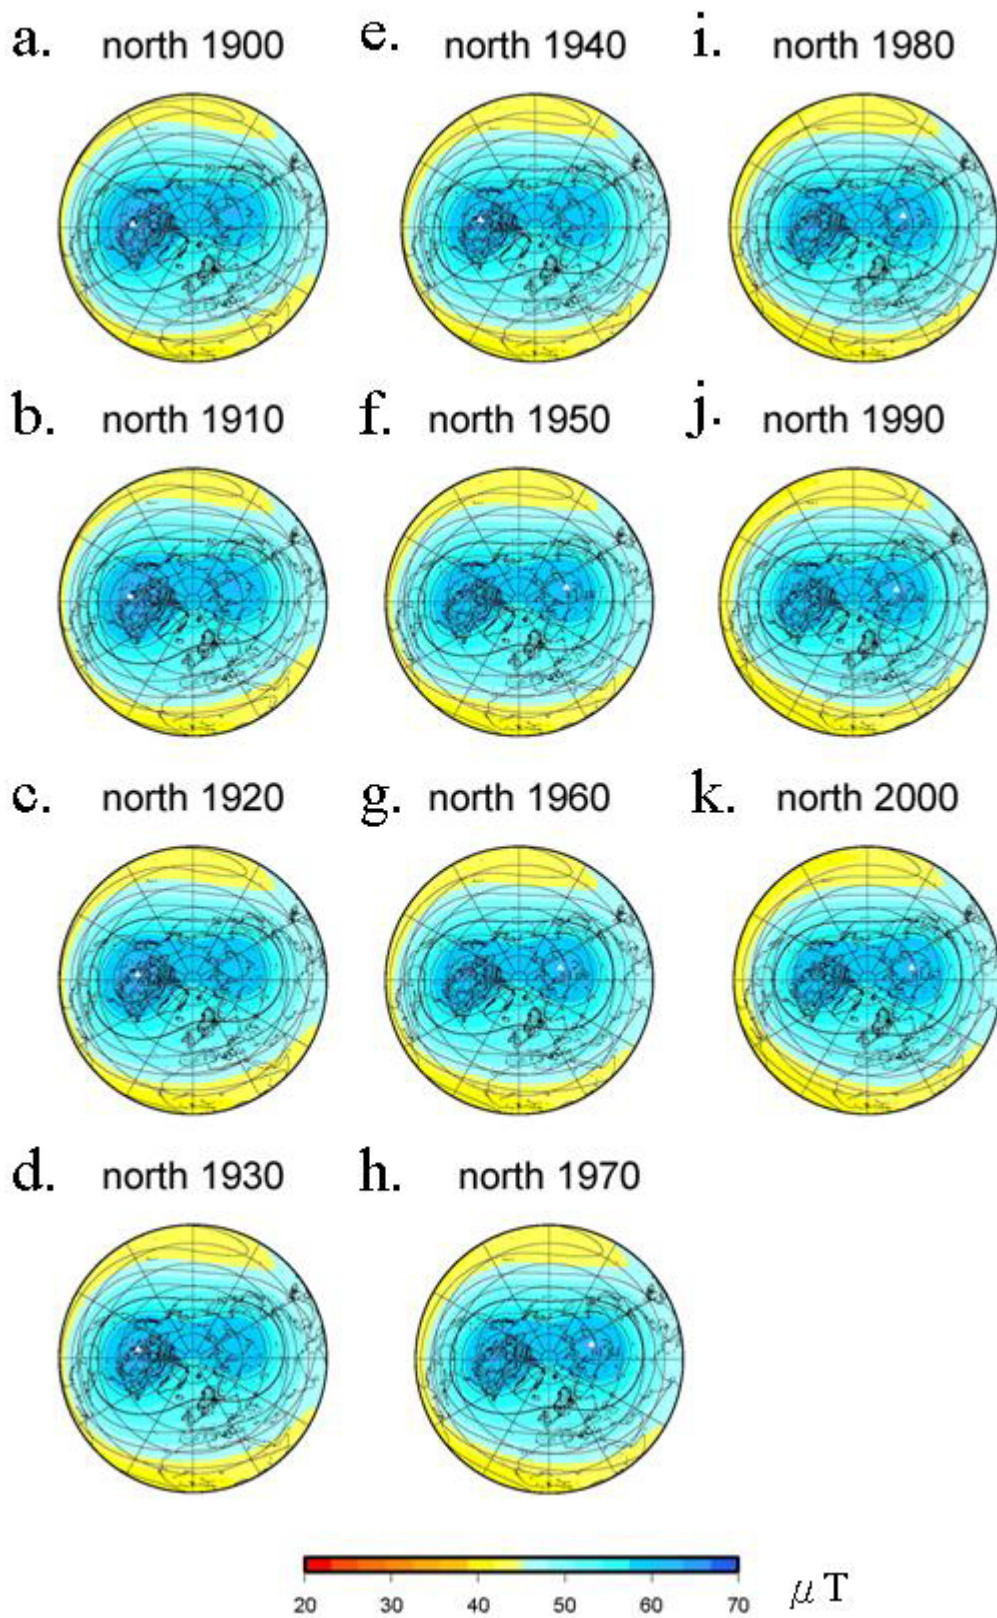 a. north 1900
e. north 1940
i. north 1980
b. north 1910
f. north 1950
j. north 1990
c. north 1920
g. north 1960
k. north 2000
d. north 1930
h. north 1970
20 30 40 50 60 70 μT